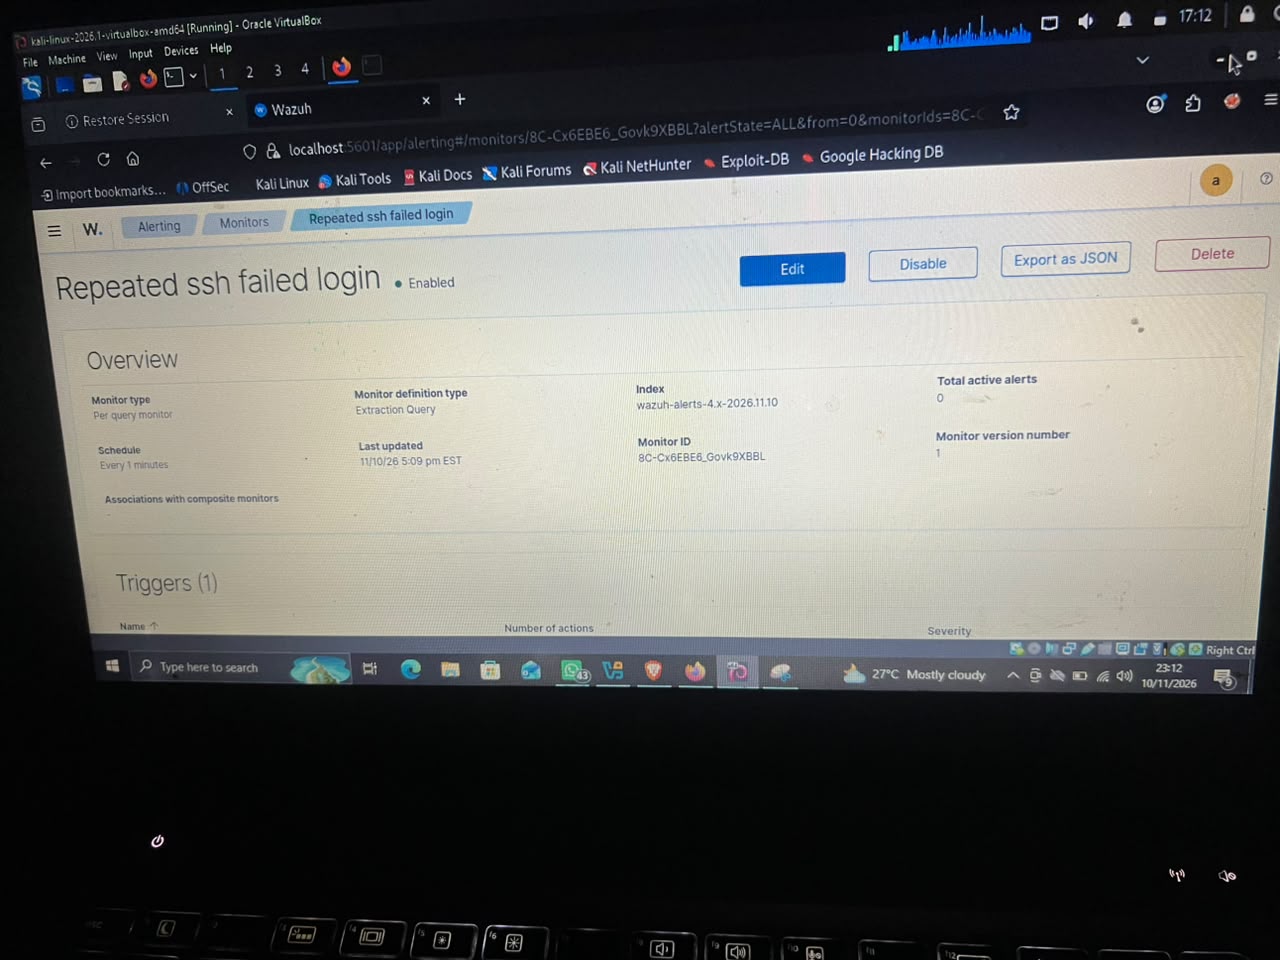 kali-linux-2026.1-virtualbox-amd64 [Running] - Oracle VirtualBox
File Machine View Input Devices Help
1 2 3 4
17:12
Restore Session
Wazuh
localhost:5601/app/alerting#/monitors/8C-Cx6EBE6_Govk9XBBL?alertState=ALL&from=0&monitorIds=8C-C
Import bookmarks... OffSec Kali Linux Kali Tools Kali Docs Kali Forums Kali NetHunter Exploit-DB Google Hacking DB
W. Alerting Monitors Repeated ssh failed login
a
Repeated ssh failed login Enabled
Edit Disable Export as JSON Delete
Overview
Monitor type
Per query monitor
Monitor definition type
Extraction Query
Index
wazuh-alerts-4.x-2026.11.10
Total active alerts
0
Schedule
Every 1 minutes
Last updated
11/10/26 5:09 pm EST
Monitor ID
8C-Cx6EBE6_Govk9XBBL
Monitor version number
1
Associations with composite monitors
-
Triggers (1)
Name Number of actions Severity
Right Ctrl
Type here to search
43
27°C Mostly cloudy
23:12
10/11/2026
9